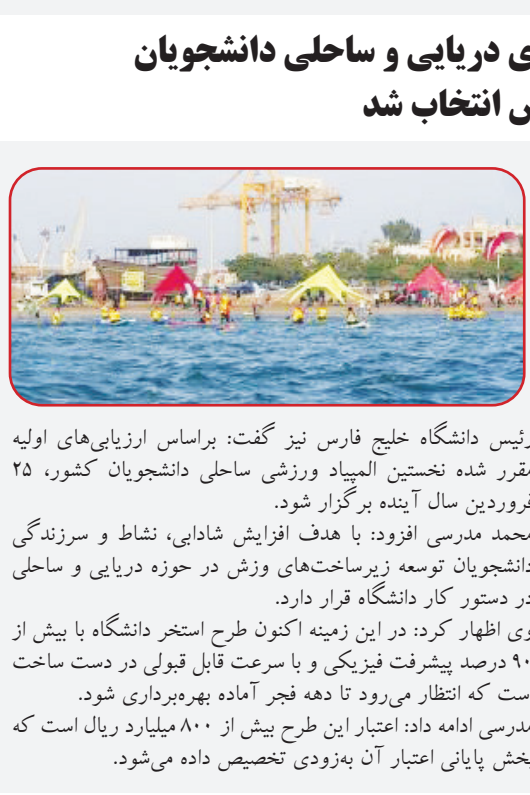 ی دریایی و ساحلی دانشجویان
انتخاب شد
رئیس دانشگاه خلیج فارس نیز گفت: براساس ارزیابی‌های اولیه
مقرر شده نخستین المپیاد ورزشی ساحلی دانشجویان کشور، ۲۵
فروردین سال آینده برگزار شود.
محمد مدرسی افزود: با هدف افزایش شادابی، نشاط و سرزندگی
دانشجویان توسعه زیرساخت‌های وزش در حوزه دریایی و ساحلی
در دستور کار دانشگاه قرار دارد.
وی اظهار کرد: در این زمینه اکنون طرح استخر دانشگاه با بیش از
۹۰ درصد پیشرفت فیزیکی و با سرعت قابل قبولی در دست ساخت
است که انتظار می‌رود تا دهه فجر آماده بهره‌برداری شود.
مدرسی ادامه داد: اعتبار این طرح بیش از ۸۰۰ میلیارد ریال است که
بخش پایانی اعتبار آن به‌زودی تخصیص داده می‌شود.